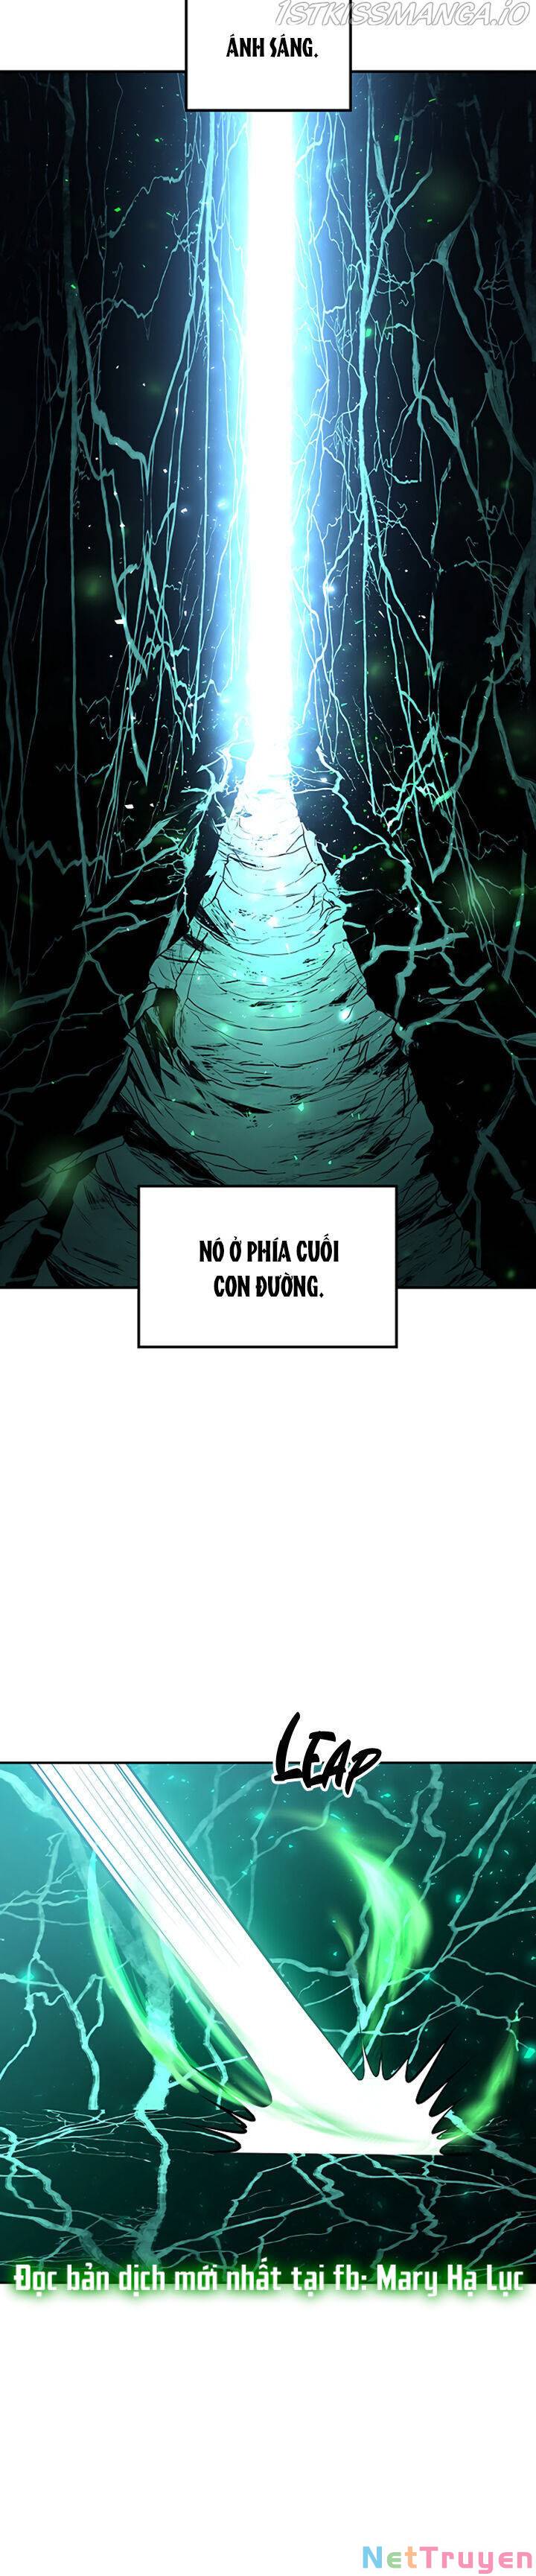 1STKISSMANGA.IO
ÁNH SÁNG.
NÓ Ở PHÍA CUỐI
CON ĐƯỜNG.
LEAP
Đọc bản dịch mới nhất tại fb: Mary Hạ Lục
NetTruyen